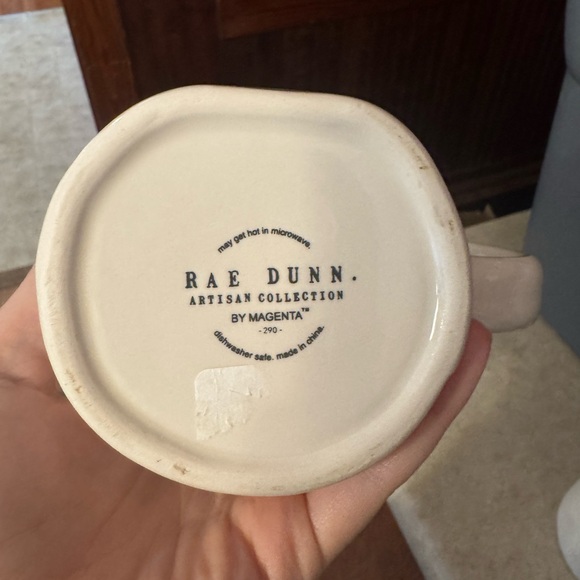 may get hot in microwave.
RAE DUNN.
ARTISAN COLLECTION
BY MAGENTA™
- 290 -
dishwasher safe. made in china.